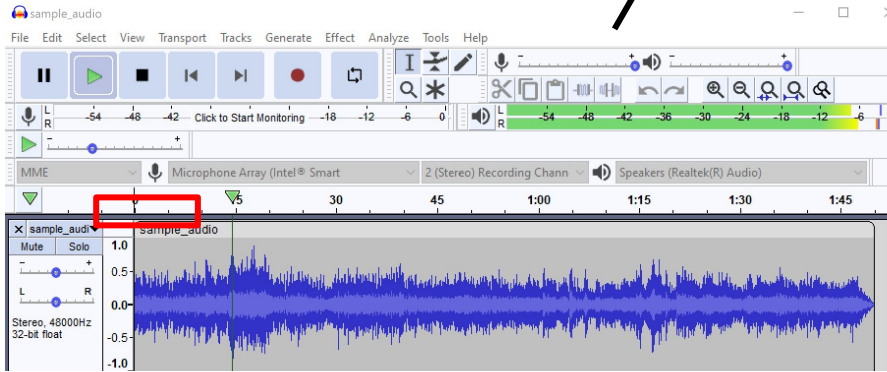 sample_audio
File Edit Select View Transport Tracks Generate Effect Analyze Tools Help
L R -54 -48 -42 Click to Start Monitoring -18 -12 -6 0
L R -54 -48 -42 -36 -30 -24 -18 -12 -6
MME Microphone Array (Intel® Smart 2 (Stereo) Recording Chann Speakers (Realtek(R) Audio)
30 45 1:00 1:15 1:30 1:45
sample_audi sample_audio
Mute Solo 1.0
- + 0.5
L R 0.0
Stereo, 48000Hz
32-bit float -0.5
-1.0